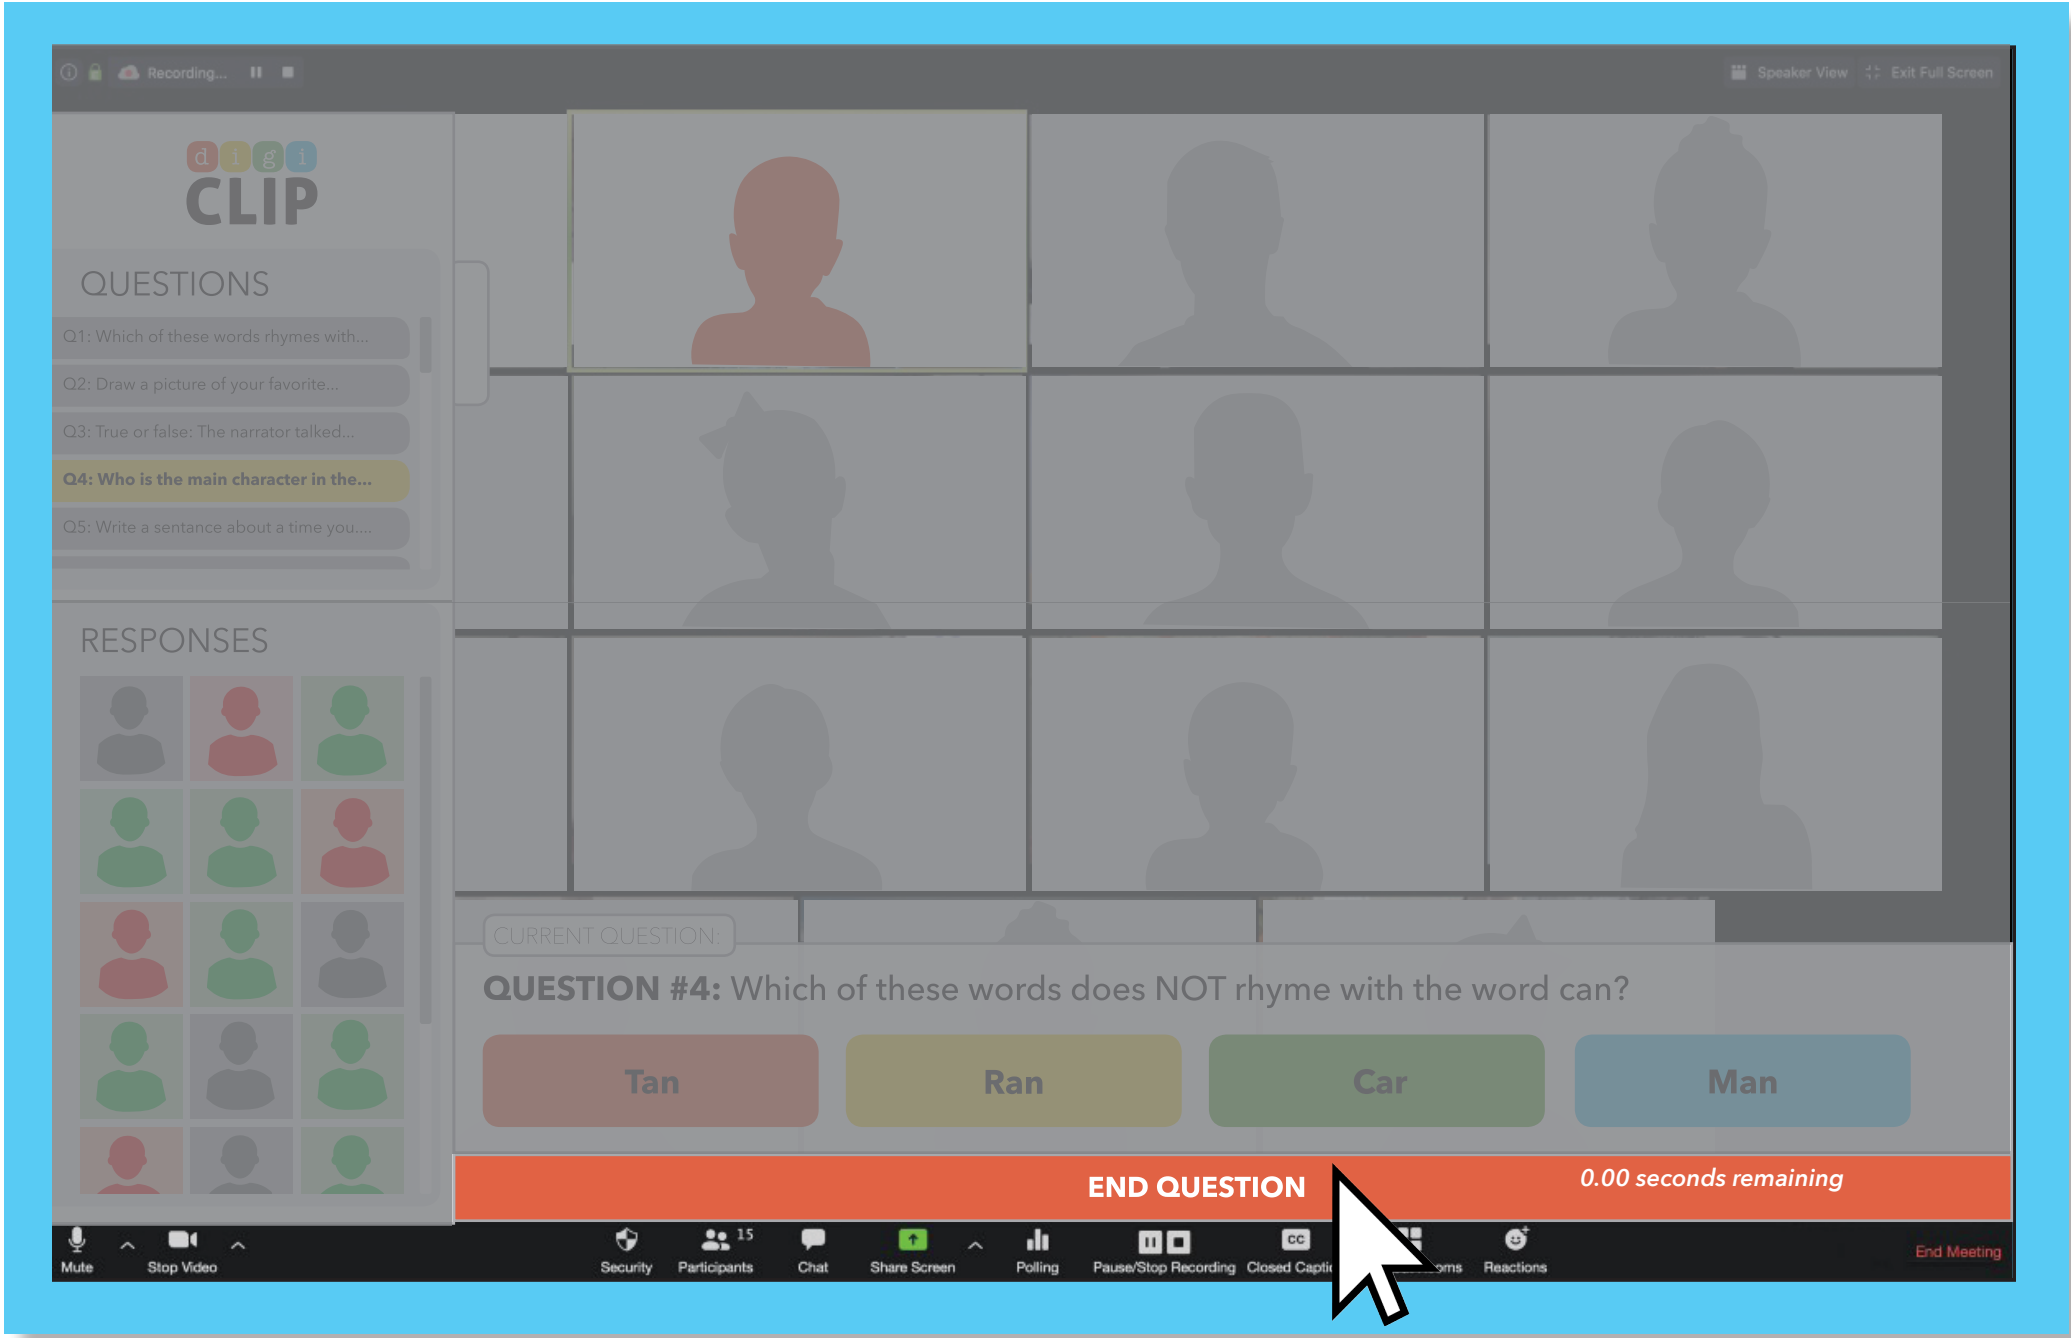 Recording...
Speaker View
Exit Full Screen
digi
CLIP
QUESTIONS
Q1: Which of these words rhymes with...
Q2: Draw a picture of your favorite...
Q3: True or false: The narrator talked...
Q4: Who is the main character in the...
Q5: Write a sentance about a time you....
RESPONSES
CURRENT QUESTION:
QUESTION #4: Which of these words does NOT rhyme with the word can?
Tan
Ran
Car
Man
END QUESTION
0.00 seconds remaining
Mute
Stop Video
Security
15
Participants
Chat
Share Screen
Polling
Pause/Stop Recording
CC
Closed
Reactions
End Meeting